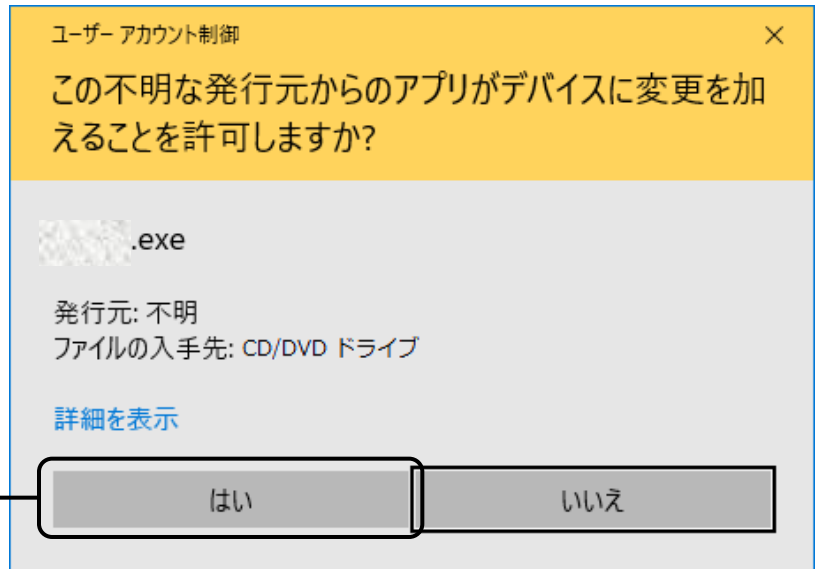 ユーザー アカウント制御
この不明な発行元からのアプリがデバイスに変更を加
えることを許可しますか?
.exe
発行元: 不明
ファイルの入手先: CD/DVD ドライブ
詳細を表示
はい
いいえ